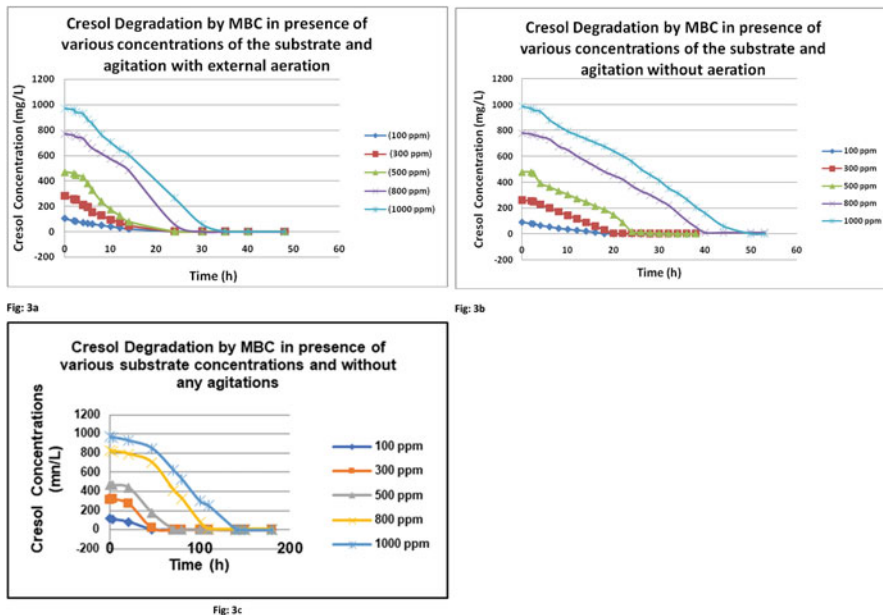 Cresol Degradation by MBC in presence of
various concentrations of the substrate and
agitation with external aeration
Cresol Concentration (mg/L)
1200
1000
800
600
400
200
0
-200
0 10 20 30 40 50 60
Time (h)
(100 ppm)
(300 ppm)
(500 ppm)
(800 ppm)
(1000 ppm)
Fig: 3a
Cresol Degradation by MBC in presence of
various concentrations of the substrate and
agitation without aeration
Cresol Concentration (mg/L)
1200
1000
800
600
400
200
0
-200
0 10 20 30 40 50 60
Time (h)
100 ppm
300 ppm
500 ppm
800 ppm
1000 ppm
Fig: 3b
Cresol Degradation by MBC in presence of
various substrate concentrations and without
any agitations
Cresol Concentrations
(mn/L)
1200
1000
800
600
400
200
0
-200
0 100 200
Time (h)
100 ppm
300 ppm
500 ppm
800 ppm
1000 ppm
Fig: 3c